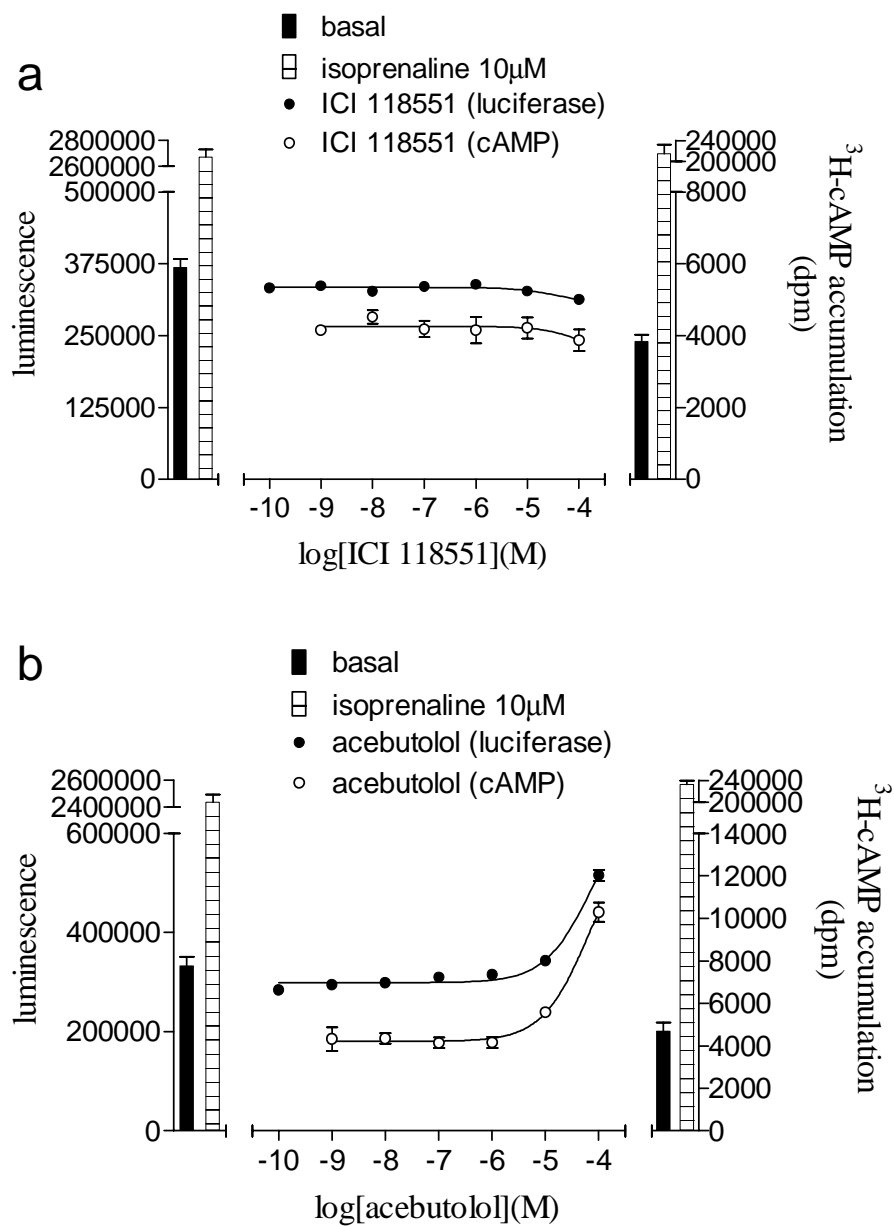 a
basal
isoprenaline 10μM
ICI 118551 (luciferase)
ICI 118551 (cAMP)
luminescence
2800000
2600000
500000
375000
250000
125000
0
-10 -9 -8 -7 -6 -5 -4
log[ICI 118551](M)
240000
200000
8000
6000
4000
2000
0
³H-cAMP accumulation
(dpm)
b
basal
isoprenaline 10μM
acebutolol (luciferase)
acebutolol (cAMP)
luminescence
2600000
2400000
600000
400000
200000
0
-10 -9 -8 -7 -6 -5 -4
log[acebutolol](M)
240000
200000
14000
12000
10000
8000
6000
4000
2000
0
³H-cAMP accumulation
(dpm)